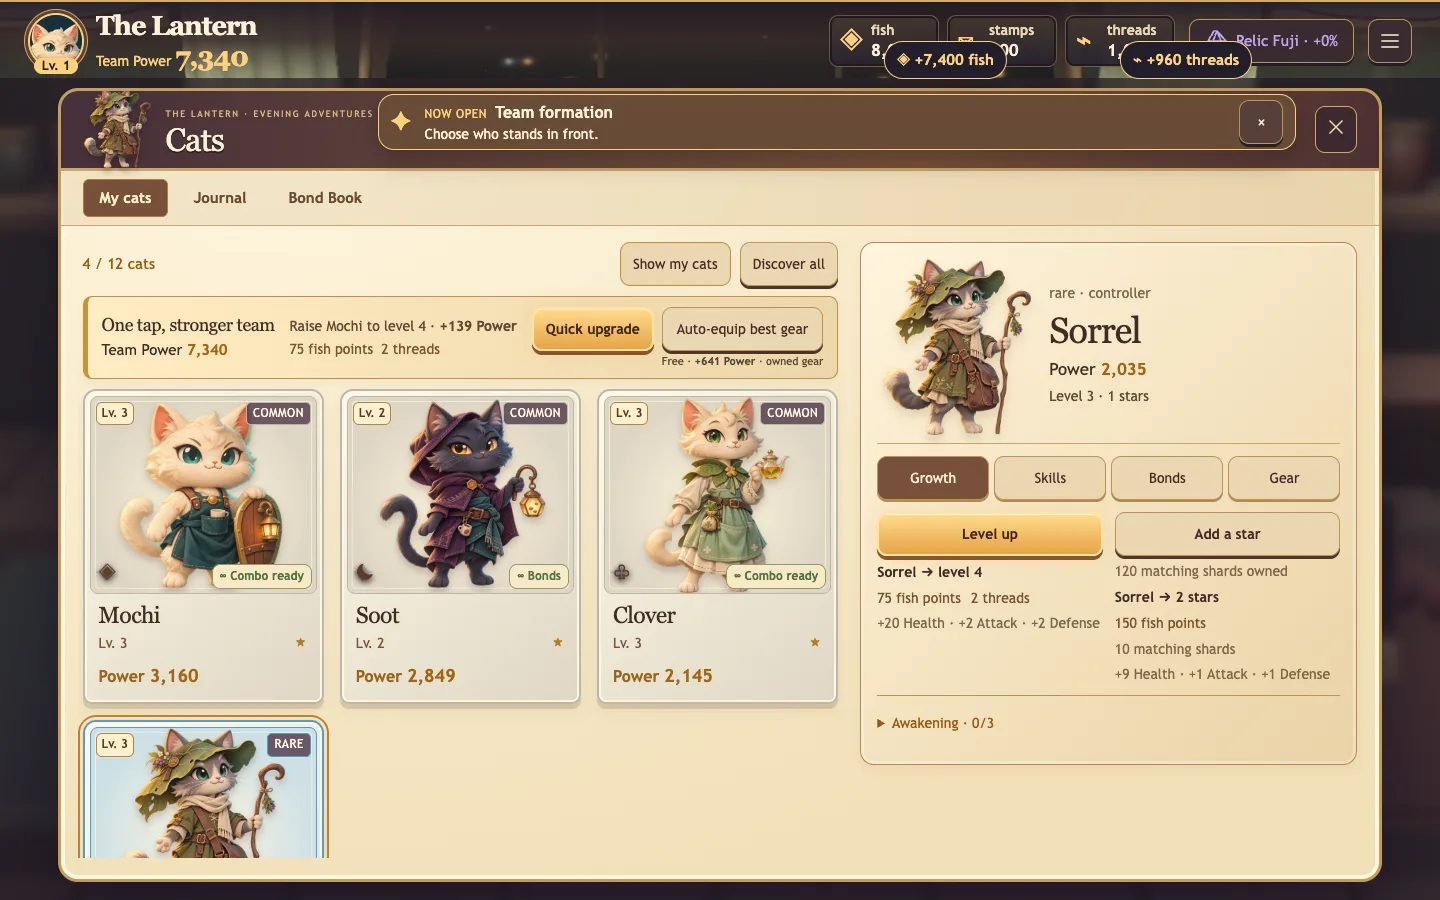 The Lantern
Lv. 1
Team Power 7,340
fish
8,
stamps
00
threads
1,
Relic Fuji · +0%
+7,400 fish
+960 threads
THE LANTERN · EVENING ADVENTURES
Cats
NOW OPEN Team formation
Choose who stands in front.
×
My cats
Journal
Bond Book
4 / 12 cats
Show my cats
Discover all
One tap, stronger team
Team Power 7,340
Raise Mochi to level 4 · +139 Power
75 fish points 2 threads
Quick upgrade
Auto-equip best gear
Free · +641 Power · owned gear
Lv. 3
COMMON
∞ Combo ready
Mochi
Lv. 3
Power 3,160
Lv. 2
COMMON
∞ Bonds
Soot
Lv. 2
Power 2,849
Lv. 3
COMMON
∞ Combo ready
Clover
Lv. 3
Power 2,145
Lv. 3
RARE
rare · controller
Sorrel
Power 2,035
Level 3 · 1 stars
Growth
Skills
Bonds
Gear
Level up
Sorrel → level 4
75 fish points 2 threads
+20 Health · +2 Attack · +2 Defense
Add a star
120 matching shards owned
Sorrel → 2 stars
150 fish points
10 matching shards
+9 Health · +1 Attack · +1 Defense
Awakening · 0/3